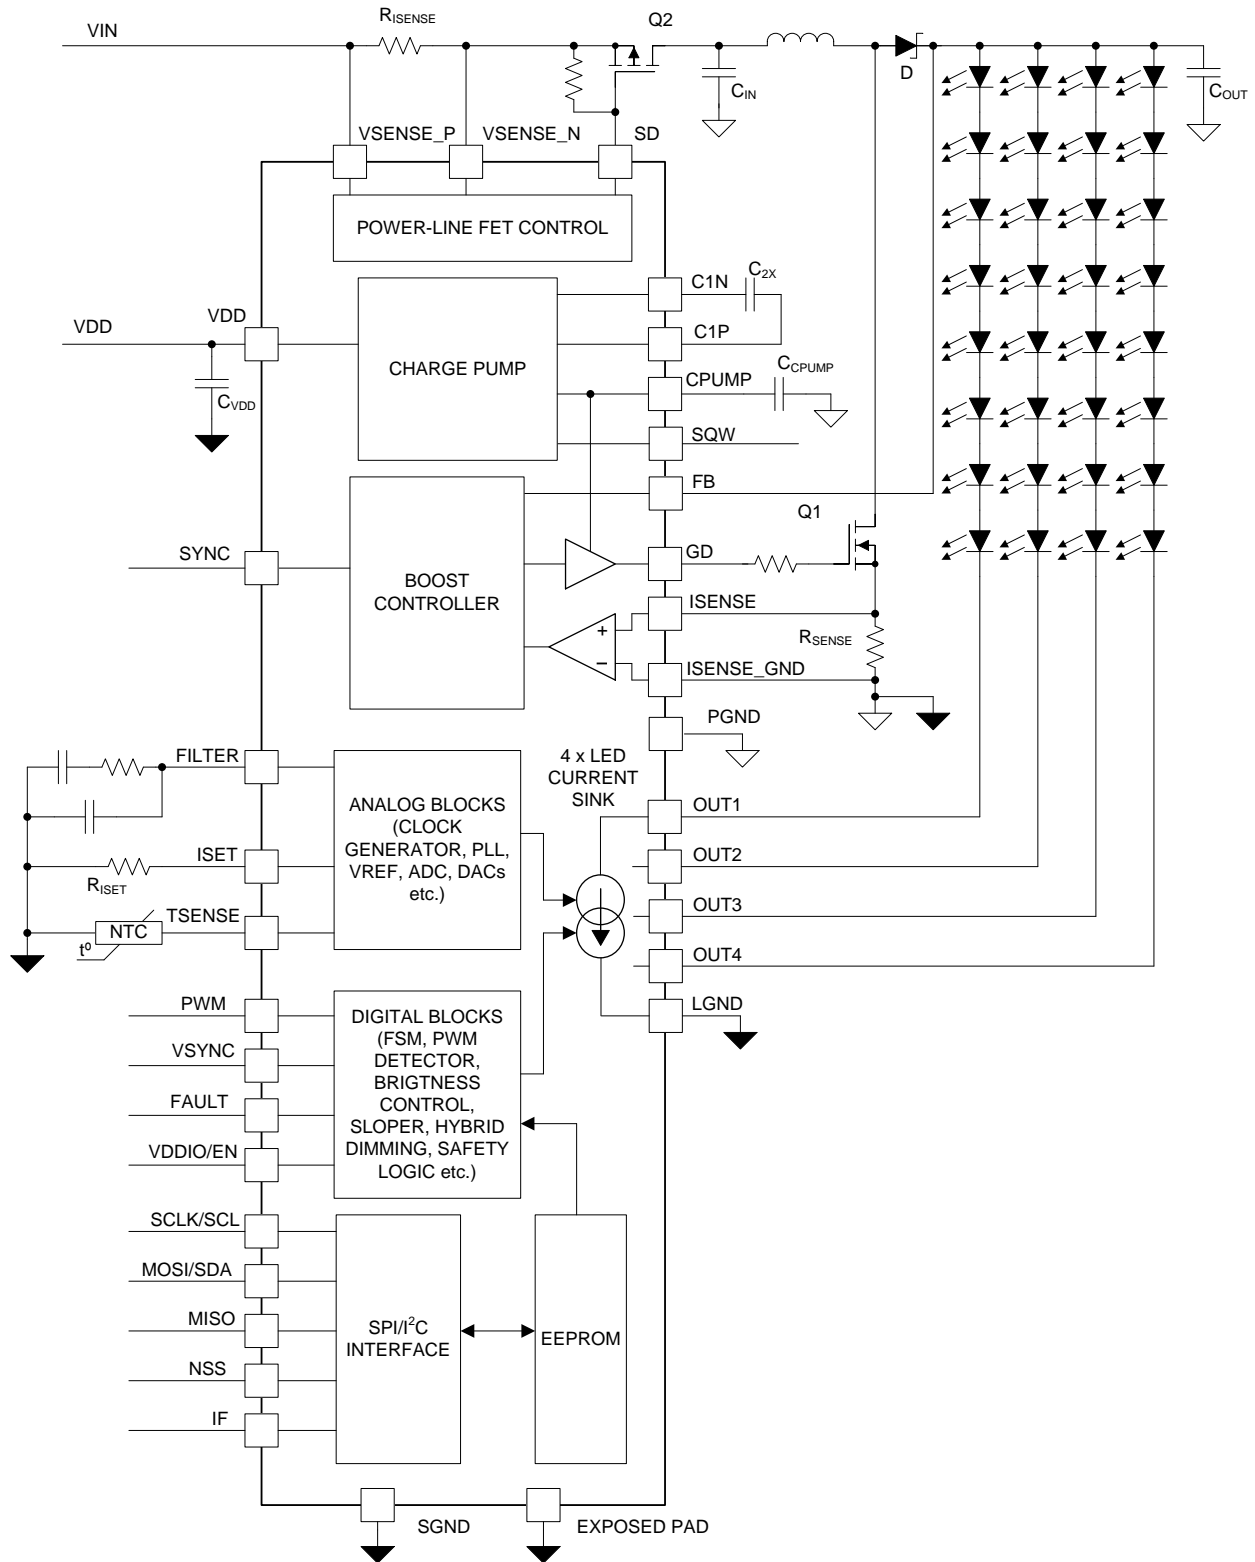 VIN
RISENSE
Q2
CIN
D
COUT
VSENSE_P
VSENSE_N
SD
POWER-LINE FET CONTROL
C1N
C2X
VDD
VDD
C1P
CHARGE PUMP
CPUMP
CCPUMP
CVDD
SQW
FB
Q1
SYNC
GD
BOOST
CONTROLLER
ISENSE
+
RSENSE
−
ISENSE_GND
PGND
FILTER
4 x LED
CURRENT
SINK
ANALOG BLOCKS
(CLOCK
GENERATOR, PLL,
VREF, ADC, DACs
etc.)
OUT1
ISET
OUT2
RISET
TSENSE
OUT3
NTC
t⁰
OUT4
PWM
LGND
DIGITAL BLOCKS
(FSM, PWM
DETECTOR,
BRIGTNESS
CONTROL,
SLOPER, HYBRID
DIMMING, SAFETY
LOGIC etc.)
VSYNC
FAULT
VDDIO/EN
SCLK/SCL
MOSI/SDA
MISO
SPI/I²C
INTERFACE
EEPROM
NSS
IF
SGND
EXPOSED PAD